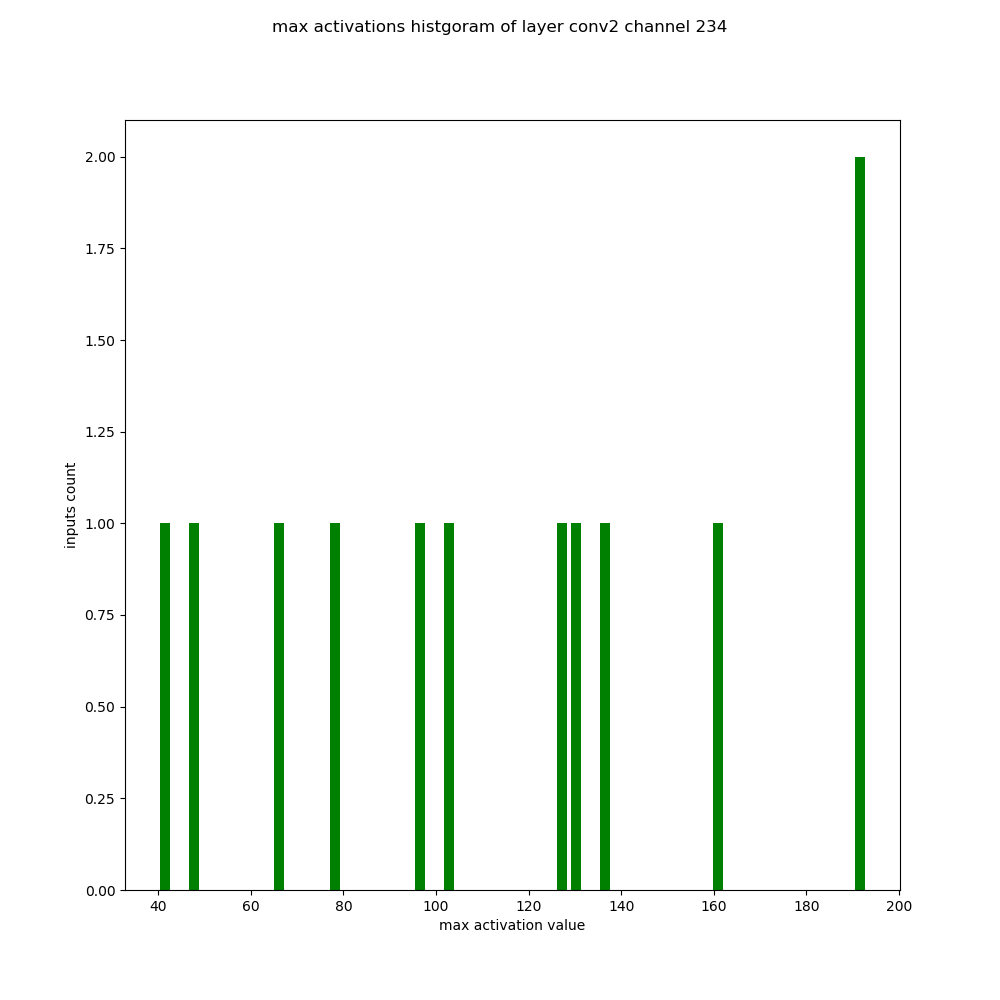 max activations histgoram of layer conv2 channel 234
2.00
1.75
1.50
1.25
1.00
0.75
0.50
0.25
0.00
inputs count
40 60 80 100 120 140 160 180 200
max activation value